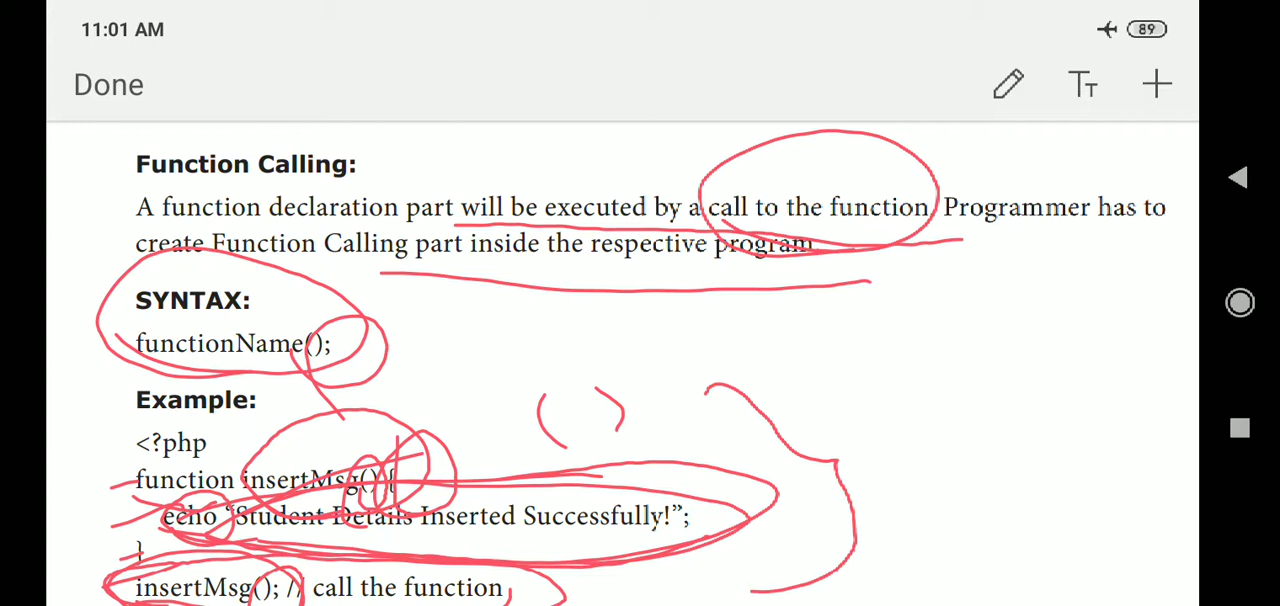 11:01 AM
89
Done
Function Calling:
A function declaration part will be executed by a call to the function. Programmer has to
create Function Calling part inside the respective program.
SYNTAX:
functionName();
Example:
<?php
function insertMsg() {
echo “Student Details Inserted Successfully!”;
}
insertMsg(); // call the function
( )